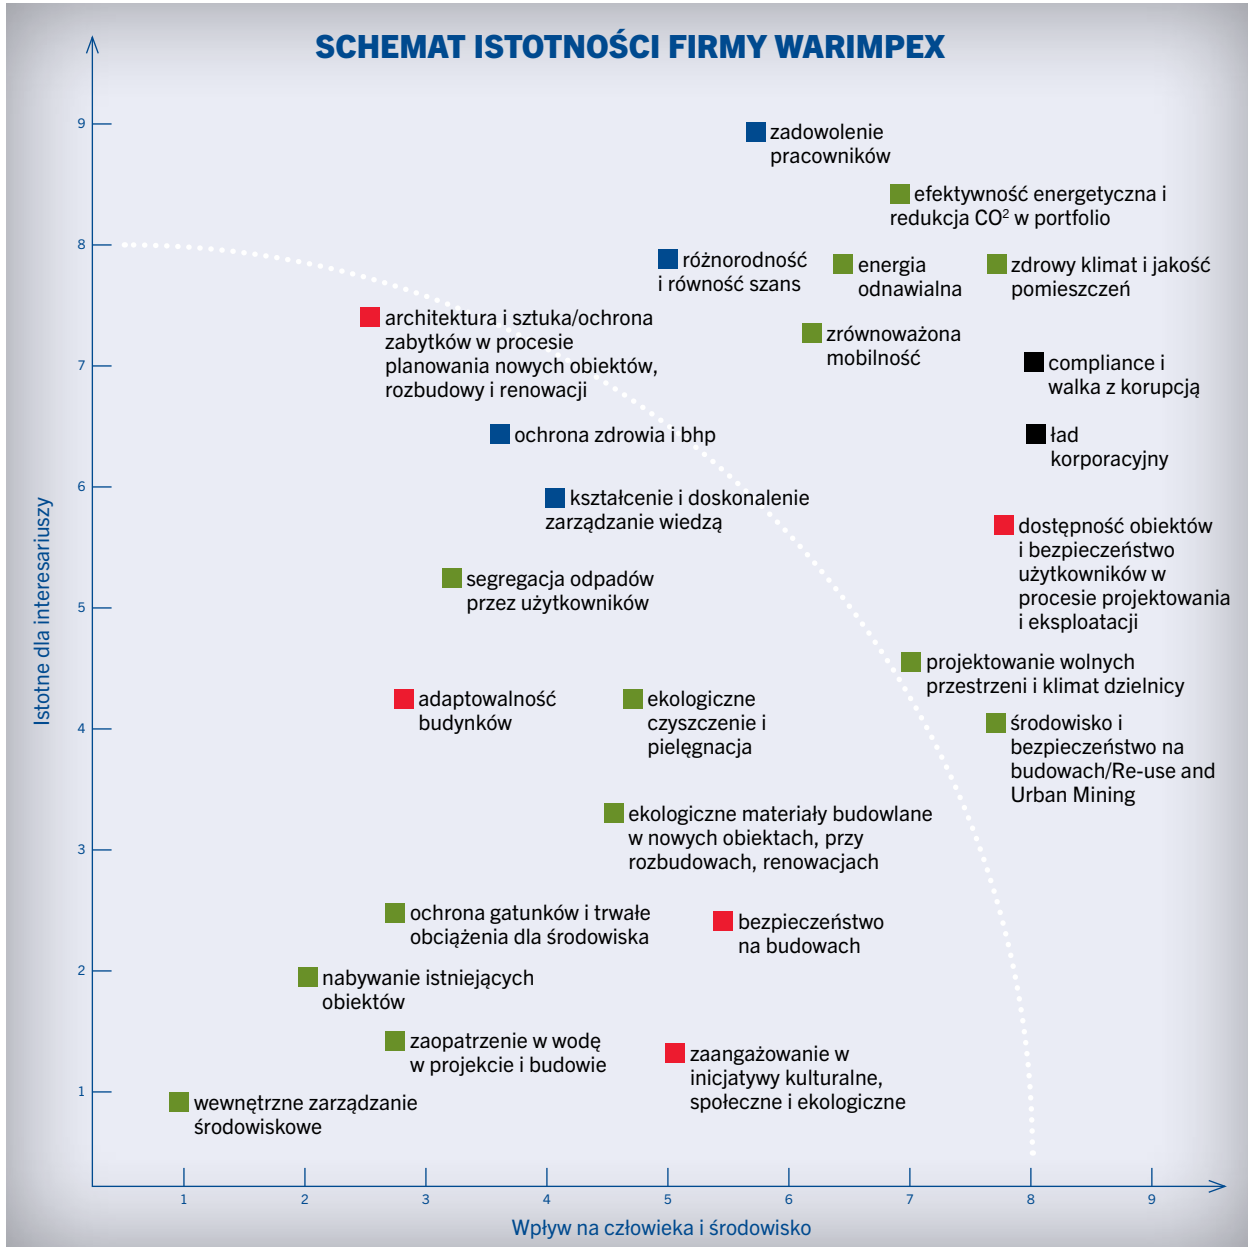 SCHEMAT ISTOTNOŚCI FIRMY WARIMPEX
9
zadowolenie
pracowników
efektywność energetyczna i
redukcja CO² w portfolio
8
różnorodność
i równość szans
energia
odnawialna
zdrowy klimat i jakość
pomieszczeń
architektura i sztuka/ochrona
zabytków w procesie
planowania nowych obiektów,
rozbudowy i renowacji
zrównoważona
mobilność
7
compliance i
walka z korupcją
ochrona zdrowia i bhp
ład
korporacyjny
6
kształcenie i doskonalenie
zarządzanie wiedzą
dostępność obiektów
i bezpieczeństwo
użytkowników w
procesie projektowania
i eksploatacji
Istotne dla interesariuszy
segregacja odpadów
przez użytkowników
5
projektowanie wolnych
przestrzeni i klimat dzielnicy
adaptowalność
budynków
ekologiczne
czyszczenie i
pielęgnacja
4
środowisko i
bezpieczeństwo na
budowach/Re-use and
Urban Mining
ekologiczne materiały budowlane
w nowych obiektach, przy
rozbudowach, renowacjach
3
ochrona gatunków i trwałe
obciążenia dla środowiska
bezpieczeństwo
na budowach
2
nabywanie istniejących
obiektów
zaopatrzenie w wodę
w projekcie i budowie
zaangażowanie w
inicjatywy kulturalne,
społeczne i ekologiczne
1
wewnętrzne zarządzanie
środowiskowe
1 2 3 4 5 6 7 8 9
Wpływ na człowieka i środowisko